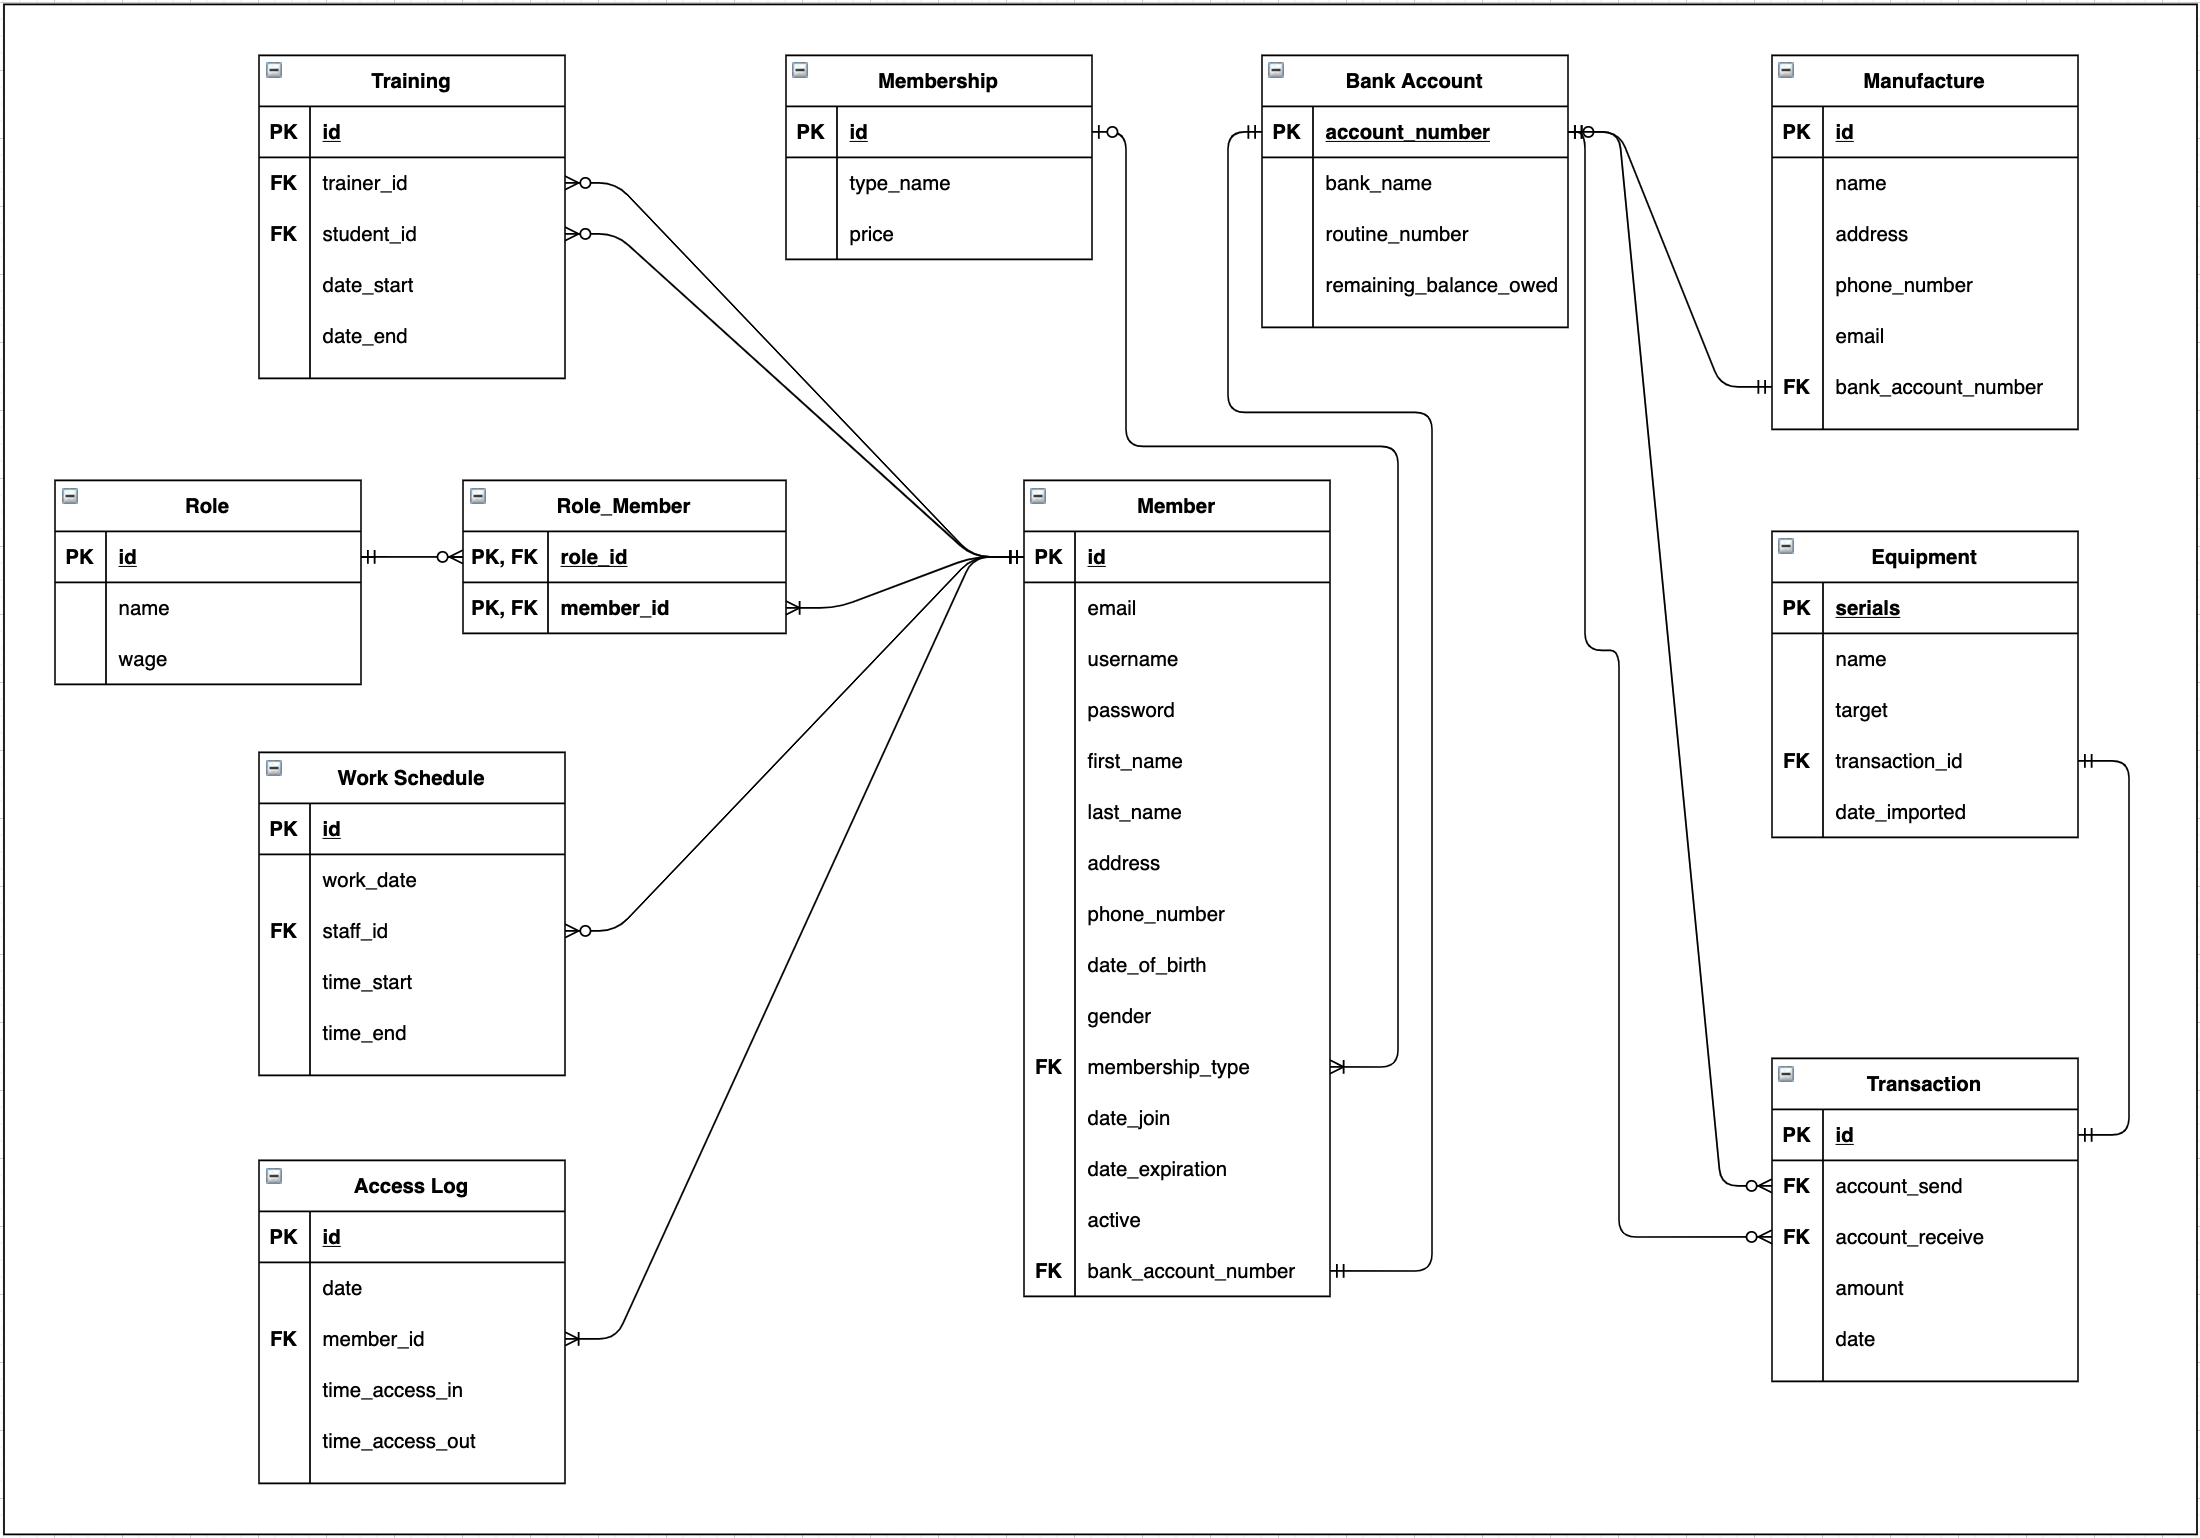 Training
PK id
FK trainer_id
FK student_id
date_start
date_end
Membership
PK id
type_name
price
Bank Account
PK account_number
bank_name
routine_number
remaining_balance_owed
Manufacture
PK id
name
address
phone_number
email
FK bank_account_number
Role
PK id
name
wage
Role_Member
PK, FK role_id
PK, FK member_id
Member
PK id
email
username
password
first_name
last_name
address
phone_number
date_of_birth
gender
FK membership_type
date_join
date_expiration
active
FK bank_account_number
Equipment
PK serials
name
target
FK transaction_id
date_imported
Work Schedule
PK id
work_date
FK staff_id
time_start
time_end
Transaction
PK id
FK account_send
FK account_receive
amount
date
Access Log
PK id
date
FK member_id
time_access_in
time_access_out